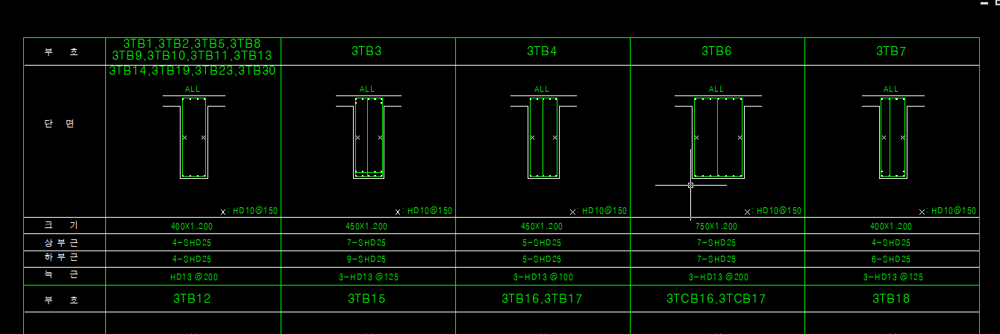 부 호
3TB1,3TB2,3TB5,3TB8
3TB9,3TB10,3TB11,3TB13
3TB14,3TB19,3TB23,3TB30
3TB3
3TB4
3TB6
3TB7
단 면
ALL
ALL
ALL
ALL
ALL
x : HD10@150
x : HD10@150
x : HD10@150
x : HD10@150
x : HD10@150
크 기
400X1,200
450X1,200
450X1,200
750X1,200
400X1,200
상 부 근
4-SHD25
7-SHD25
5-SHD25
7-SHD25
4-SHD25
하 부 근
4-SHD25
9-SHD25
5-SHD25
7-SHD25
6-SHD25
늑 근
HD13 @200
3-HD13 @125
3-HD13 @100
3-HD13 @200
3-HD13 @125
부 호
3TB12
3TB15
3TB16,3TB17
3TCB16,3TCB17
3TB18